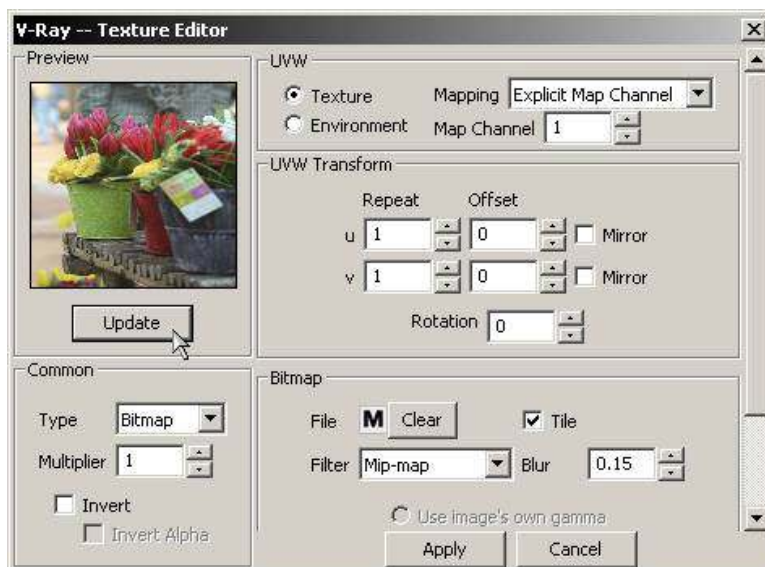 V-Ray -- Texture Editor
Preview
Update
UVW
Texture
Mapping Explicit Map Channel
Environment
Map Channel 1
UVW Transform
Repeat Offset
u 1 0 Mirror
v 1 0 Mirror
Rotation 0
Common
Type Bitmap
Multiplier 1
Invert
Invert Alpha
Bitmap
File M Clear Tile
Filter Mip-map Blur 0.15
Use image's own gamma
Apply Cancel